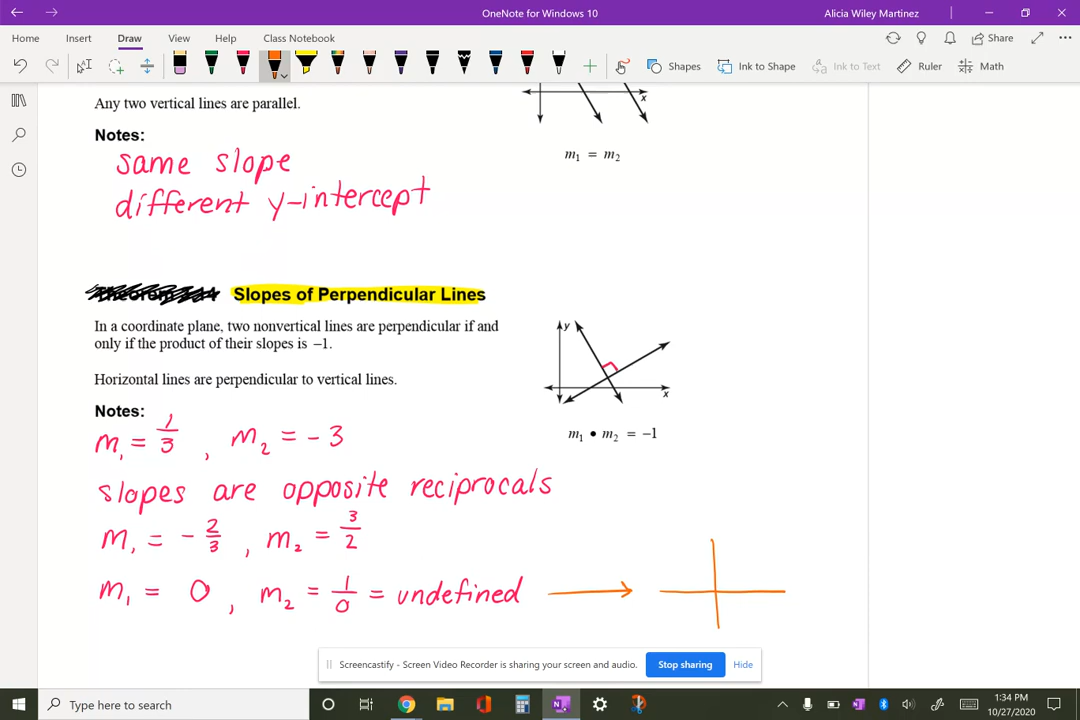 OneNote for Windows 10
Alicia Wiley Martinez
Home Insert Draw View Help Class Notebook Share
Shapes Ink to Shape Ink to Text Ruler Math
Any two vertical lines are parallel.
Notes:
same slope
different y-intercept
x
m₁ = m₂
Slopes of Perpendicular Lines
In a coordinate plane, two nonvertical lines are perpendicular if and
only if the product of their slopes is −1.
Horizontal lines are perpendicular to vertical lines.
y
x
m₁ • m₂ = −1
Notes:
m₁ = 1/3 , m₂ = -3
slopes are opposite reciprocals
m₁ = - 2/3 , m₂ = 3/2
m₁ = 0 , m₂ = 1/0 = undefined
Screencastify - Screen Video Recorder is sharing your screen and audio. Stop sharing Hide
Type here to search
1:34 PM
10/27/2020